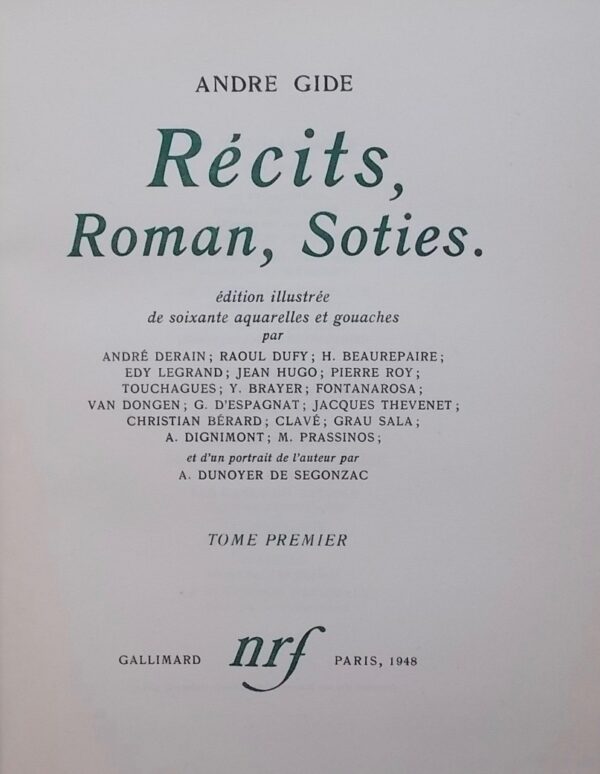 ANDRE GIDE
Récits,
Roman, Soties.
édition illustrée
de soixante aquarelles et gouaches
par
ANDRÉ DERAIN; RAOUL DUFY; H. BEAUREPAIRE;
EDY LEGRAND; JEAN HUGO; PIERRE ROY;
TOUCHAGUES; Y. BRAYER; FONTANAROSA;
VAN DONGEN; G. D'ESPAGNAT; JACQUES THEVENET;
CHRISTIAN BÉRARD; CLAVÉ; GRAU SALA;
A. DIGNIMONT; M. PRASSINOS;
et d'un portrait de l'auteur par
A. DUNOYER DE SEGONZAC
TOME PREMIER
GALLIMARD nrf PARIS, 1948